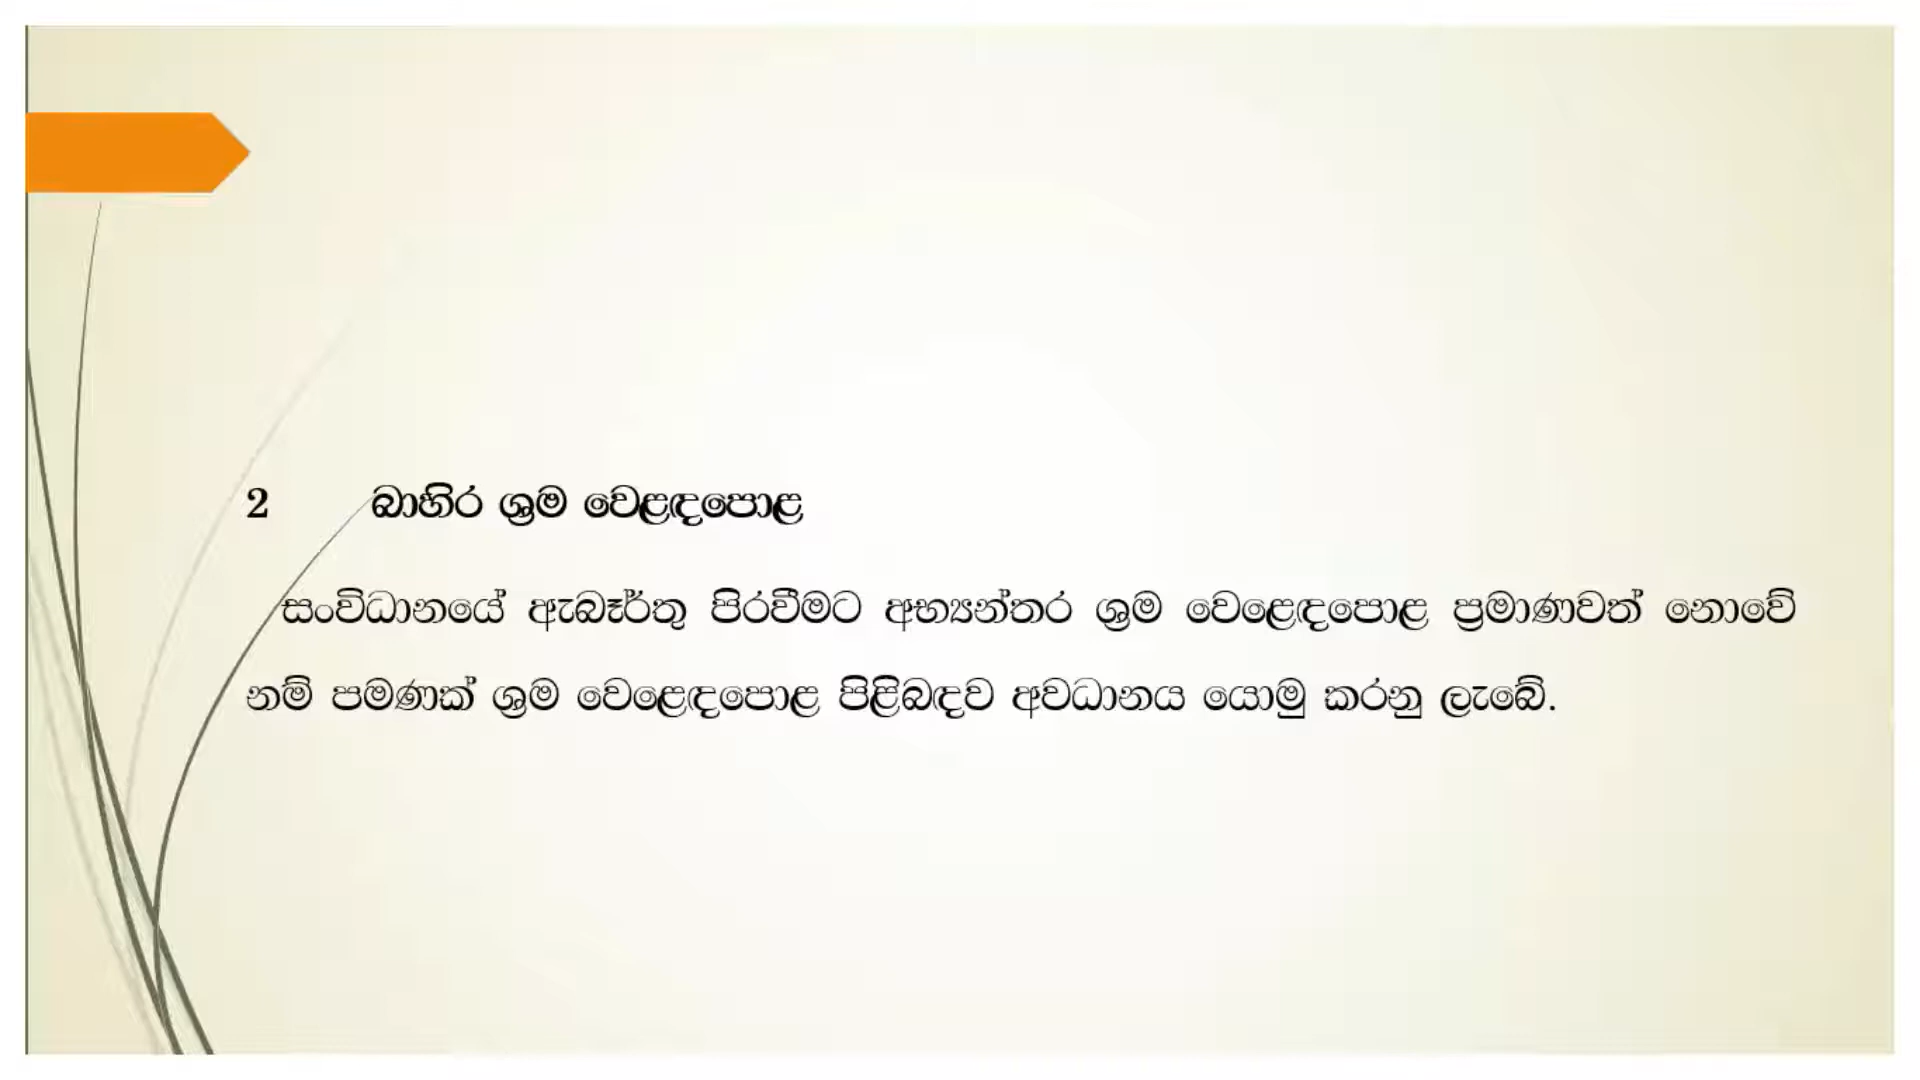 2 බාහිර ශ්‍රම වෙළඳපොළ
සංවිධානයේ ඇබෑර්තු පිරවීමට අභ්‍යන්තර ශ්‍රම වෙළෙඳපොළ ප්‍රමාණවත් නොවේ
නම් පමණක් ශ්‍රම වෙළෙඳපොළ පිළිබඳව අවධානය යොමු කරනු ලැබේ.